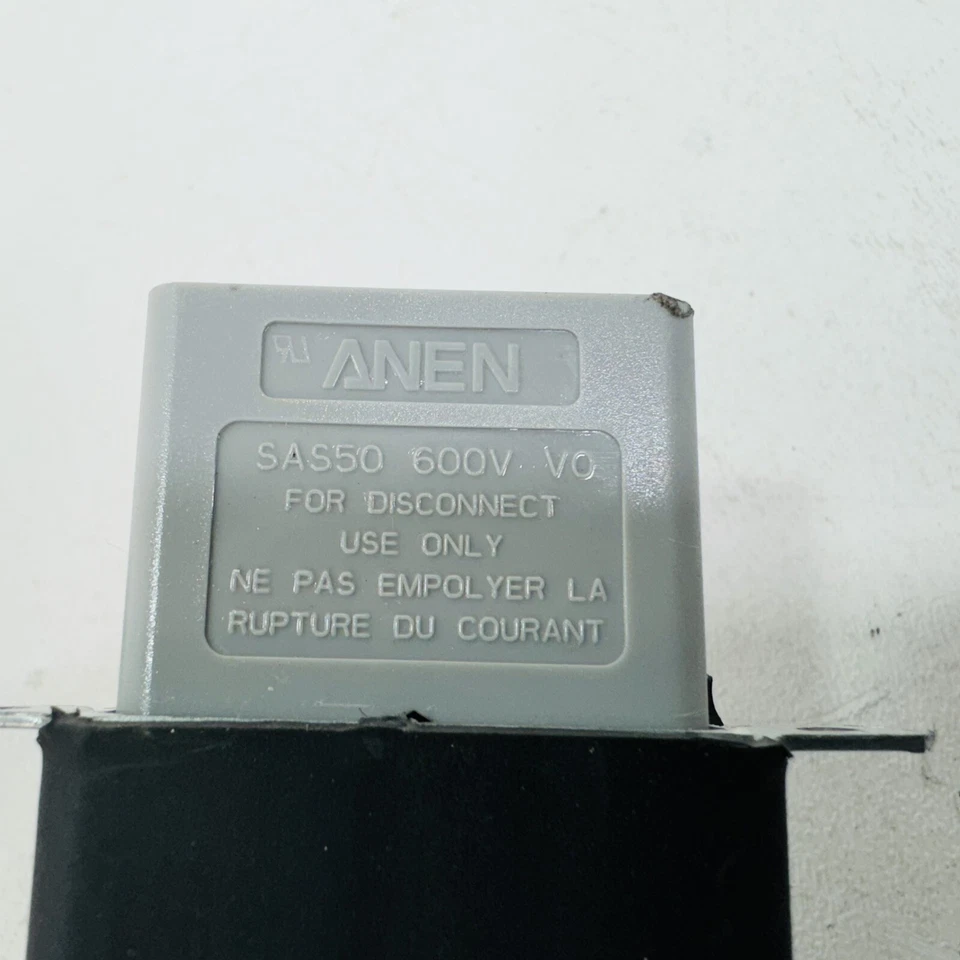 ANEN
SAS50 600V V0
FOR DISCONNECT
USE ONLY
NE PAS EMPOLYER LA
RUPTURE DU COURANT